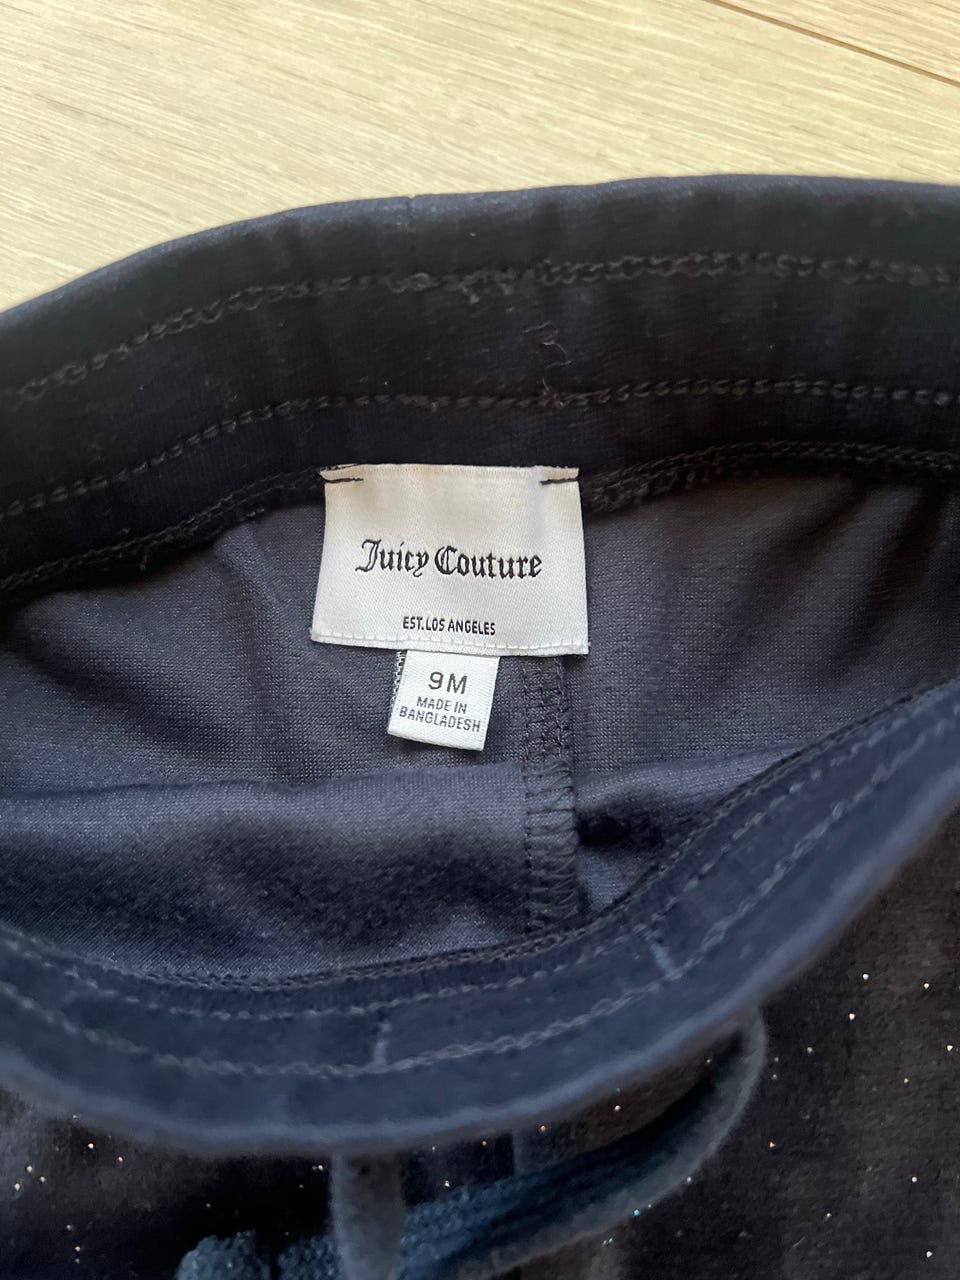 Juicy Couture
EST.LOS ANGELES
9M
MADE IN
BANGLADESH